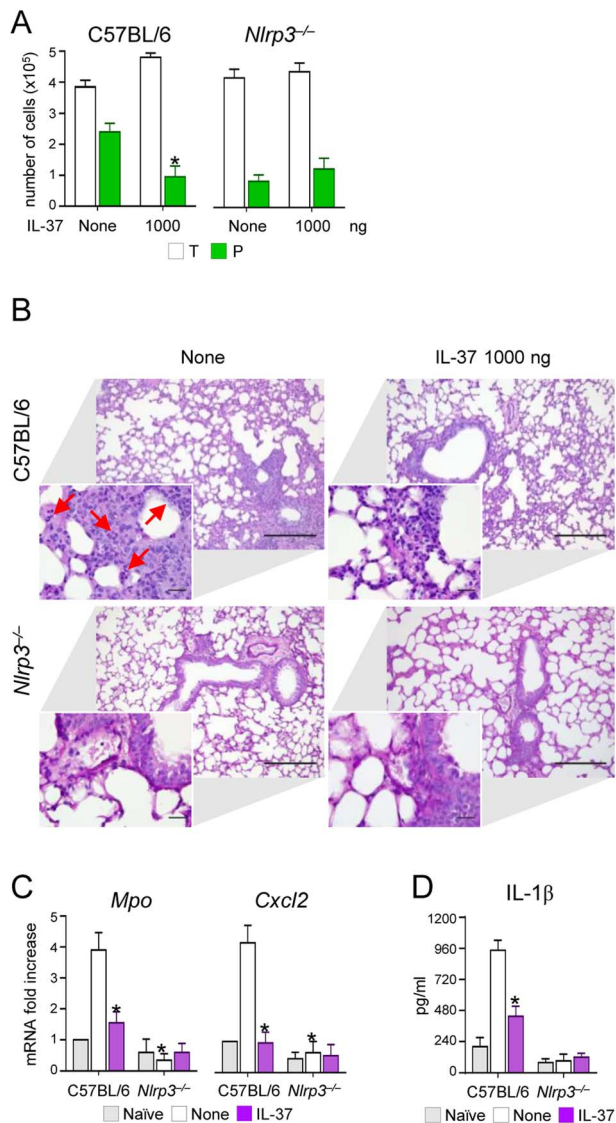 A
C57BL/6
Nlrp3–/–
number of cells (x10⁵)
5
4
3
2
1
0
*
IL-37
None
1000
None
1000
ng
T
P
B
None
IL-37 1000 ng
C57BL/6
Nlrp3–/–
C
Mpo
Cxcl2
mRNA fold increase
5
4
3
2
1
0
*
*
*
*
C57BL/6
Nlrp3–/–
C57BL/6
Nlrp3–/–
Naïve
None
IL-37
D
IL-1β
pg/ml
1200
960
480
240
0
*
C57BL/6
Nlrp3–/–
Naïve
None
IL-37